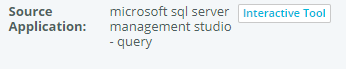 Source Application: microsoft sql server management studio - query Interactive Tool